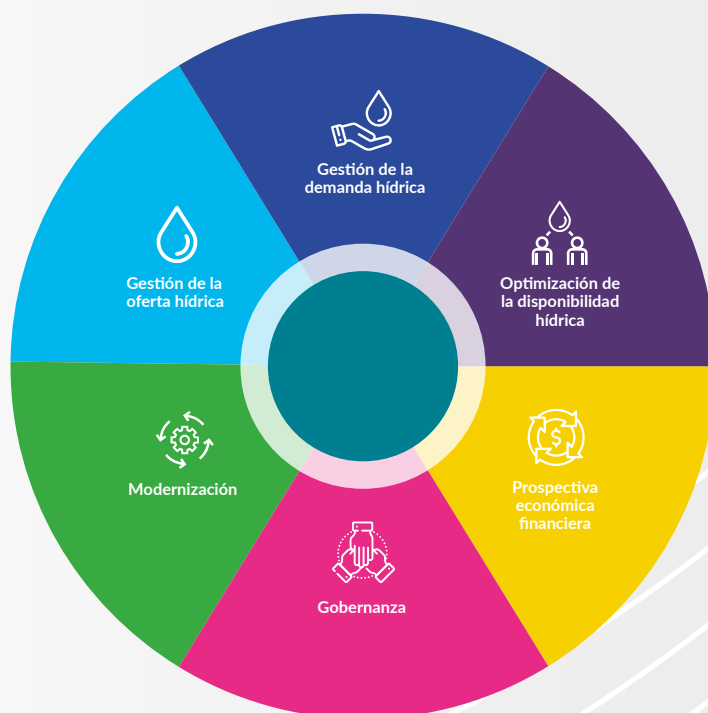 Gestión de la
demanda hídrica
Gestión de la
oferta hídrica
Optimización de
la disponibilidad
hídrica
Modernización
Prospectiva
económica
financiera
Gobernanza
$